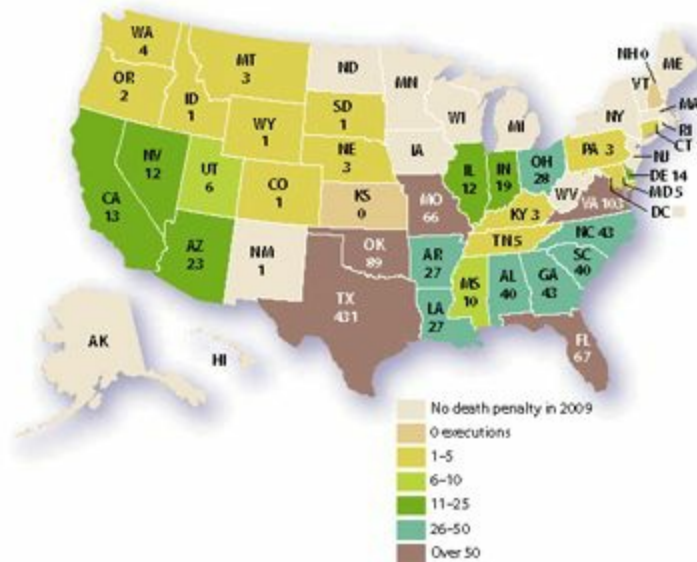 WA
4
OR
2
MT
3
ID
1
WY
1
ND
SD
1
NE
3
MN
IA
WI
MI
NV
12
CA
13
UT
6
CO
1
KS
0
AZ
23
NM
1
OK
89
TX
431
MO
66
AR
27
LA
27
IL
12
IN
19
OH
28
KY 3
TN 5
MS
10
AL
40
GA
43
SC
40
NC 43
VA 103
WV
PA 3
NY
NH 0
VT
ME
MA
RI
CT
NJ
DE 14
MD 5
DC
FL
67
AK
HI
No death penalty in 2009
0 executions
1–5
6–10
11–25
26–50
Over 50